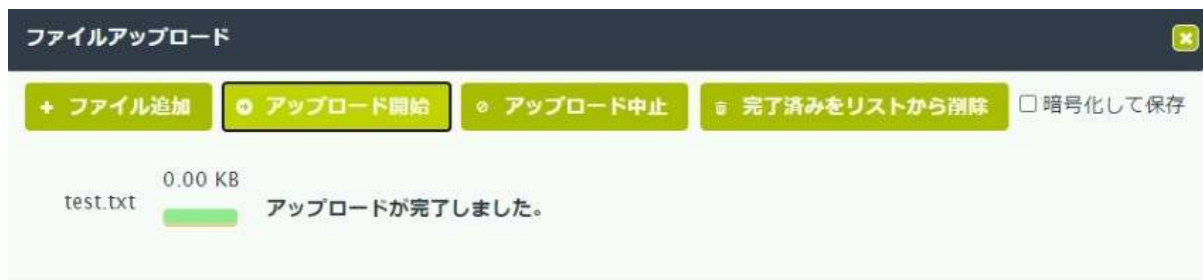 ファイルアップロード
ファイル追加 アップロード開始 アップロード中止 完了済みをリストから削除 暗号化して保存
0.00 KB
test.txt アップロードが完了しました。